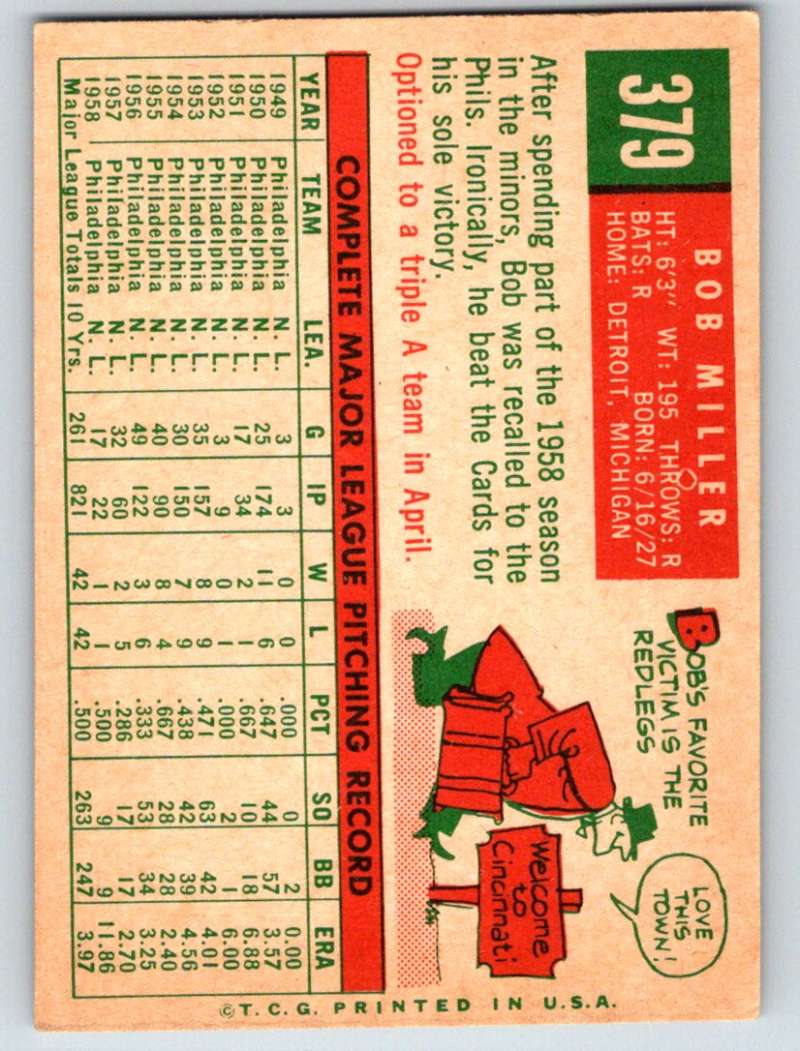 379
BOB MILLER
HT: 6'3" WT: 195 THROWS: R
BATS: R BORN: 6/16/27
HOME: DETROIT, MICHIGAN
After spending part of the 1958 season
in the minors, Bob was recalled to the
Phils. Ironically, he beat the Cards for
his sole victory.
Optioned to a triple A team in April.
BOB'S FAVORITE
VICTIM IS THE
REDLEGS
LOVE
THIS
TOWN!
Welcome
to
Cincinnati
COMPLETE MAJOR LEAGUE PITCHING RECORD
YEAR TEAM LEA. G IP W L PCT SO BB ERA
1949 Philadelphia N. L. 3 3 0 0 .000 0 2 0.00
1950 Philadelphia N. L. 25 174 11 6 .647 44 57 3.57
1951 Philadelphia N. L. 17 34 2 1 .667 10 18 6.88
1952 Philadelphia N. L. 3 9 0 1 .000 2 1 6.00
1953 Philadelphia N. L. 35 157 8 9 .471 63 42 4.01
1954 Philadelphia N. L. 30 150 7 9 .438 42 39 4.56
1955 Philadelphia N. L. 40 90 8 4 .667 28 28 2.40
1956 Philadelphia N. L. 49 122 3 6 .333 53 34 3.25
1957 Philadelphia N. L. 32 60 2 5 .286 17 17 2.70
1958 Philadelphia N. L. 17 22 1 1 .500 9 9 11.86
Major League Totals 10 Yrs. 261 821 42 42 .500 263 247 3.97
©T.C.G. PRINTED IN U.S.A.